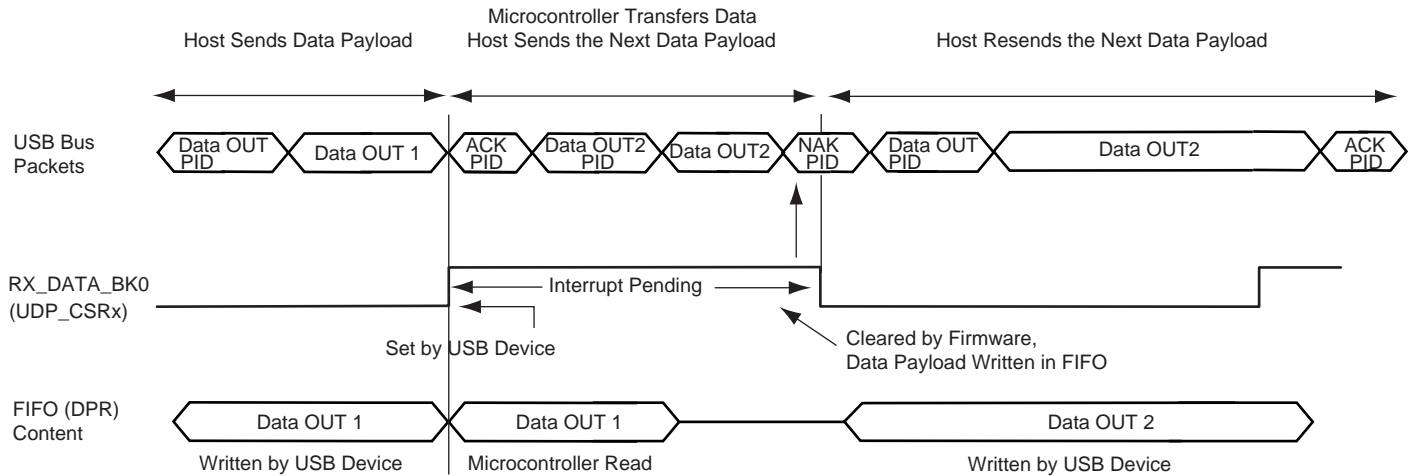 Host Sends Data Payload
Microcontroller Transfers Data
Host Sends the Next Data Payload
Host Resends the Next Data Payload
USB Bus
Packets
Data OUT
PID
Data OUT 1
ACK
PID
Data OUT2
PID
Data OUT2
NAK
PID
Data OUT
PID
Data OUT2
ACK
PID
RX_DATA_BK0
(UDP_CSRx)
Interrupt Pending
Set by USB Device
Cleared by Firmware,
Data Payload Written in FIFO
FIFO (DPR)
Content
Data OUT 1
Data OUT 1
Data OUT 2
Written by USB Device
Microcontroller Read
Written by USB Device